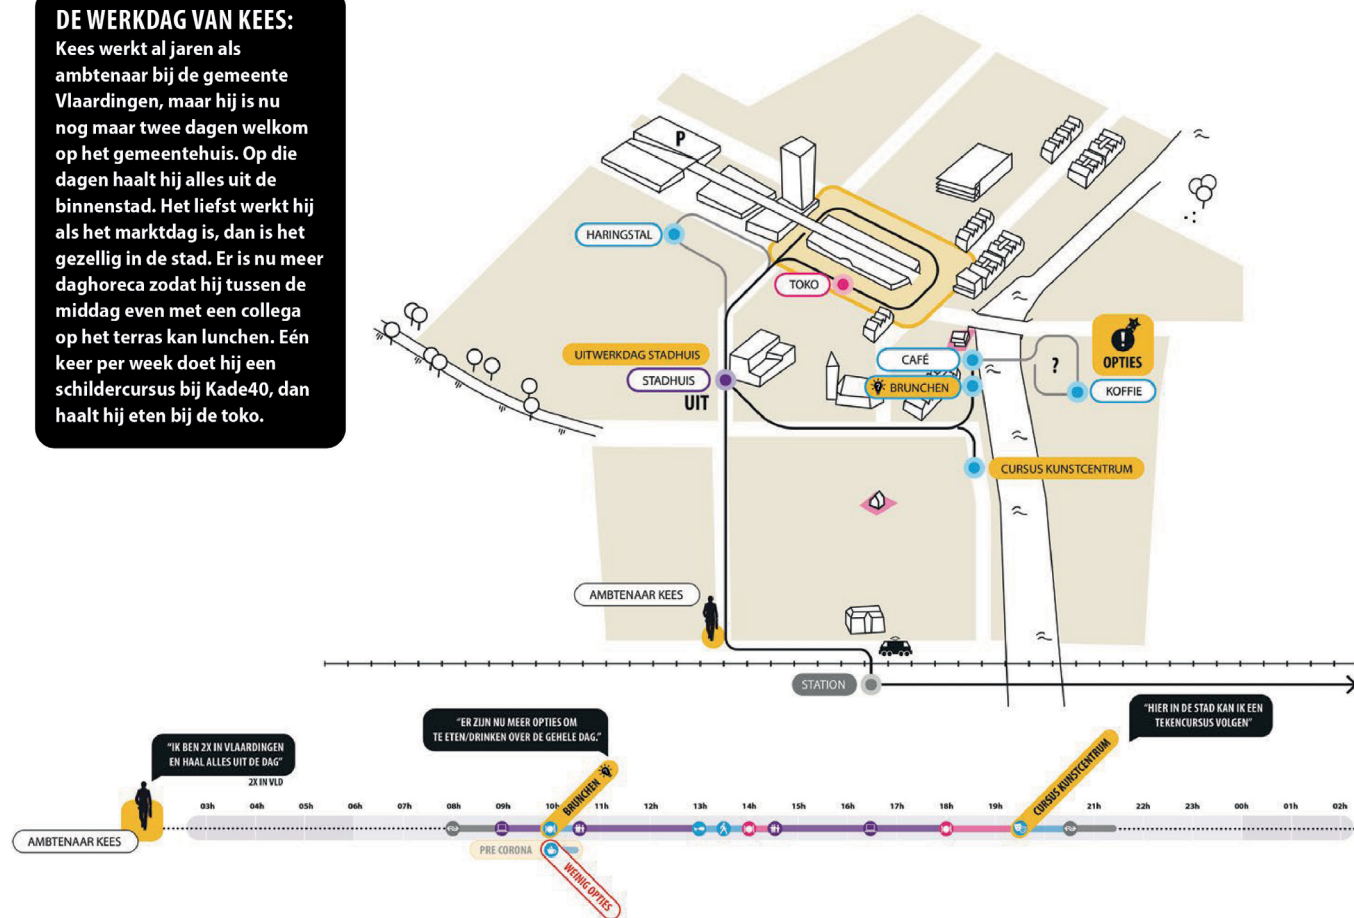 DE WERKDAG VAN KEES:
Kees werkt al jaren als
ambtenaar bij de gemeente
Vlaardingen, maar hij is nu
nog maar twee dagen welkom
op het gemeentehuis. Op die
dagen haalt hij alles uit de
binnenstad. Het liefst werkt hij
als het marktdag is, dan is het
gezellig in de stad. Er is nu meer
daghoreca zodat hij tussen de
middag even met een collega
op het terras kan lunchen. Eén
keer per week doet hij een
schildercursus bij Kade40, dan
haalt hij eten bij de toko.
P
HARINGSTAL
TOKO
UITWERKDAG STADHUIS
STADHUIS
UIT
CAFÉ
BRUNCHEN
?
!
OPTIES
KOFFIE
CURSUS KUNSTCENTRUM
AMBTENAAR KEES
STATION
"IK BEN 2X IN VLAARDINGEN
EN HAAL ALLES UIT DE DAG"
2X IN VLD
"ER ZIJN NU MEER OPTIES OM
TE ETEN/DRINKEN OVER DE GEHELE DAG."
"HIER IN DE STAD KAN IK EEN
TEKENCURSUS VOLGEN"
BRUNCHEN
CURSUS KUNSTCENTRUM
03h 04h 05h 06h 07h 08h 09h 10h 11h 12h 13h 14h 15h 16h 17h 18h 19h 21h 22h 23h 00h 01h 02h
AMBTENAAR KEES
PRE CORONA
WEINIG OPTIES